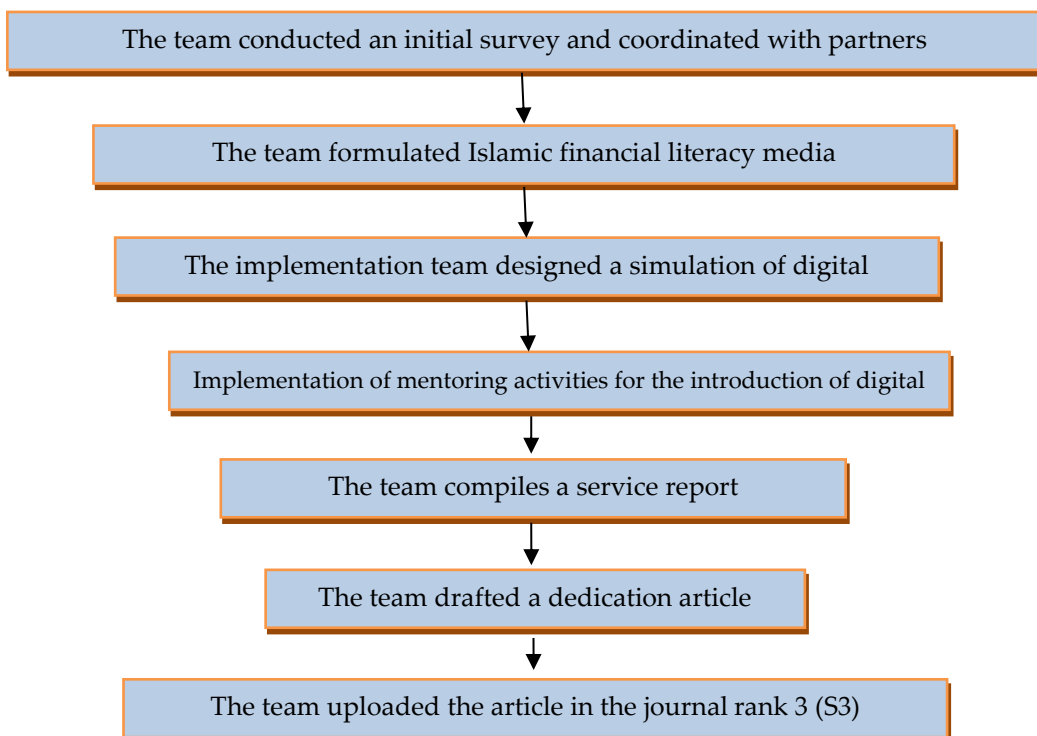 The team conducted an initial survey and coordinated with partners
The team formulated Islamic financial literacy media
The implementation team designed a simulation of digital
Implementation of mentoring activities for the introduction of digital
The team compiles a service report
The team drafted a dedication article
The team uploaded the article in the journal rank 3 (S3)